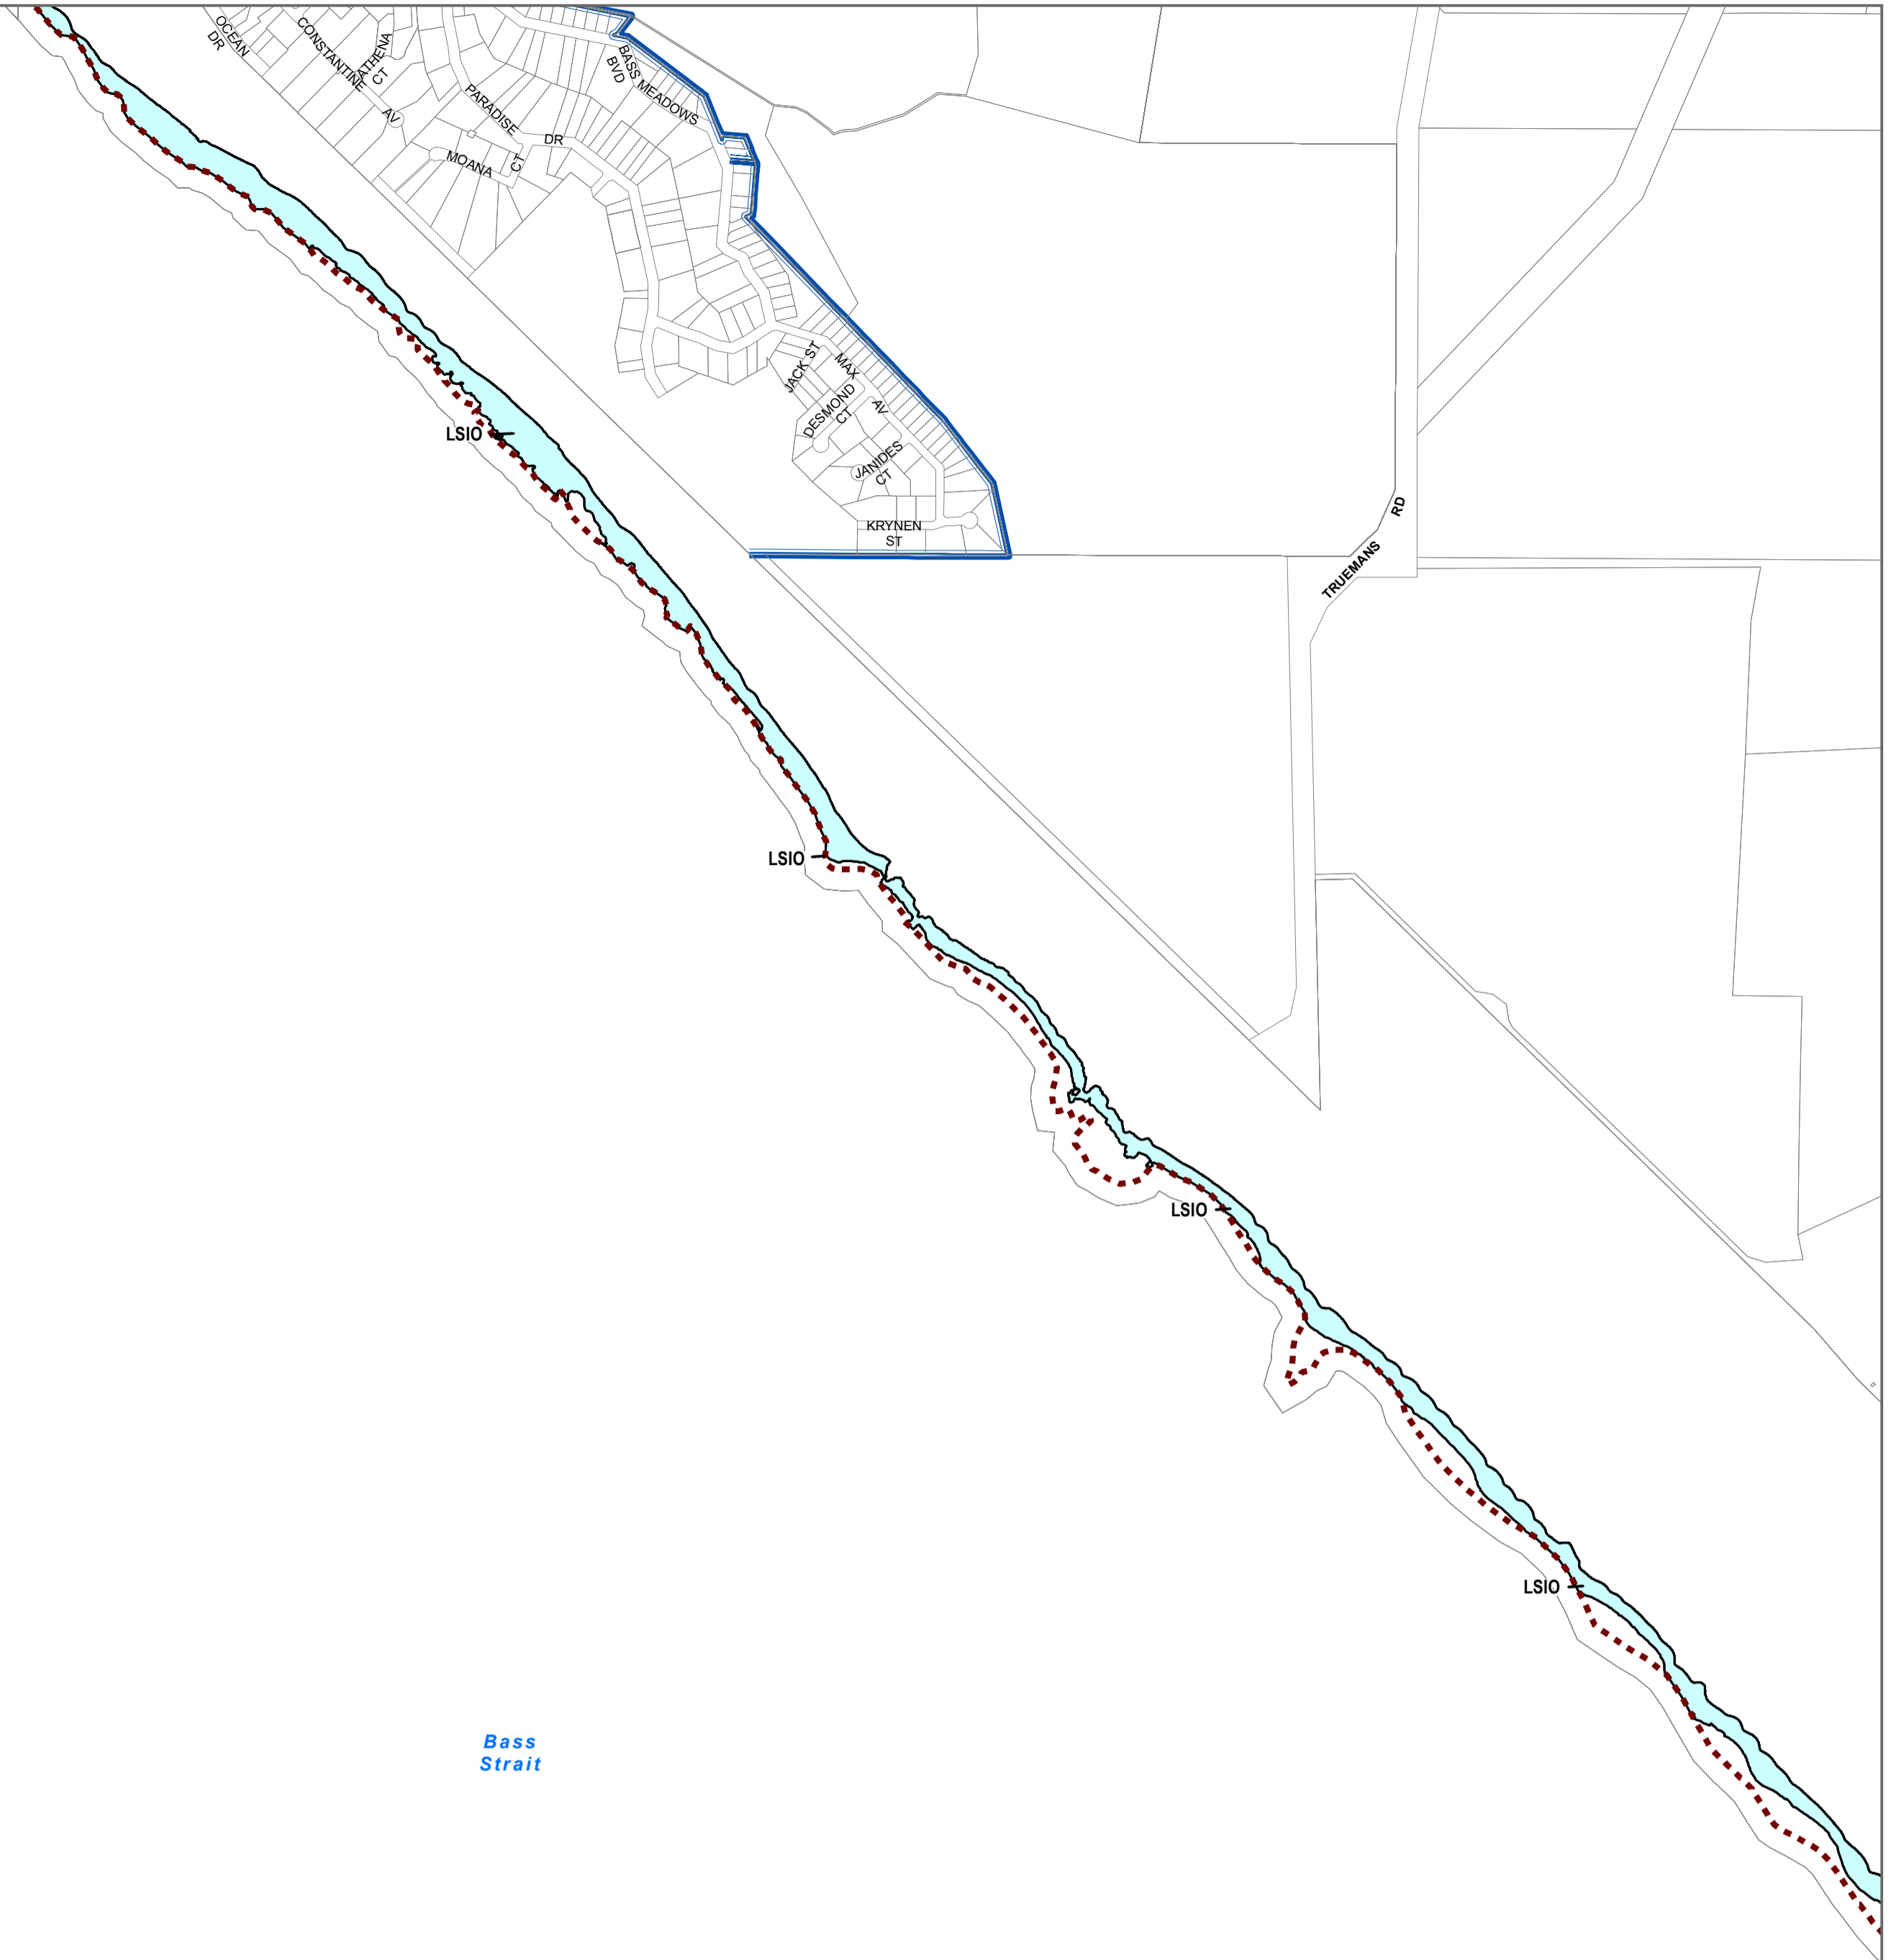 OCEAN
DR
CONSTANTINE
AV
ATHENA
CT
PARADISE
DR
BASS MEADOWS
BVD
MOANA
CT
JACK ST
MAX
AV
DESMOND
CT
JANIDES
CT
KRYNEN
ST
TRUEMANS
RD
LSIO
LSIO
LSIO
LSIO
Bass
Strait